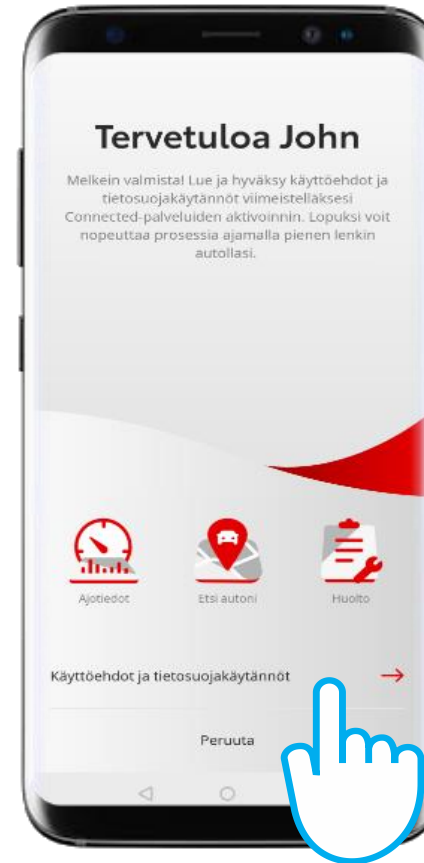 Tervetuloa John
Melkein valmista! Lue ja hyväksy käyttöehdot ja
tietosuojakäytännöt viimeistelläksesi
Connected-palveluiden aktivoinnin. Lopuksi voit
nopeuttaa prosessia ajamalla pienen lenkin
autollasi.
Ajotiedot Etsi autoni Huolto
Käyttöehdot ja tietosuojakäytännöt
Peruuta